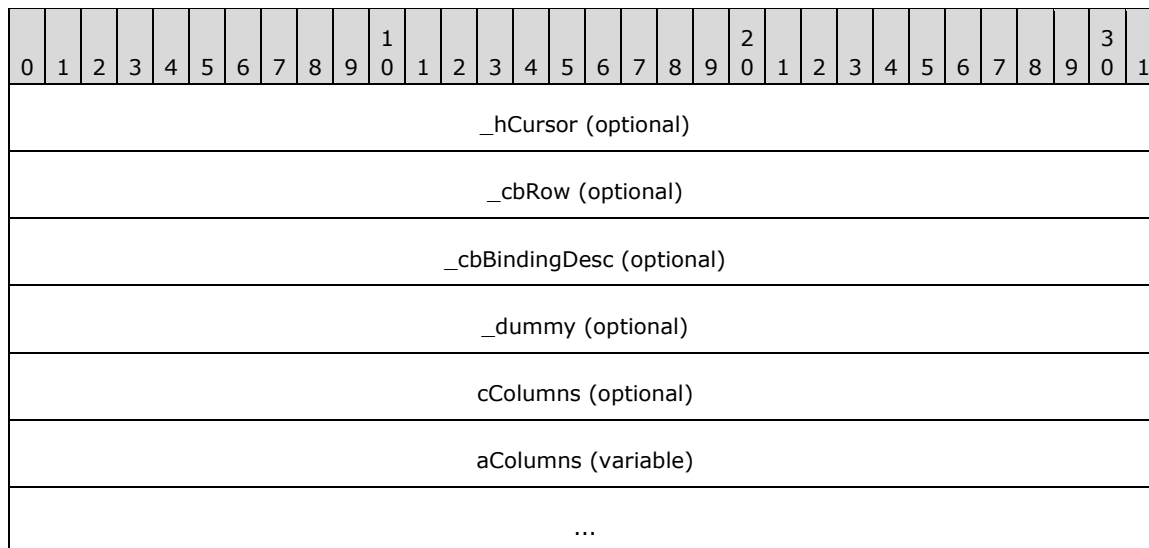 1 2 3
0 1 2 3 4 5 6 7 8 9 0 1 2 3 4 5 6 7 8 9 0 1 2 3 4 5 6 7 8 9 0 1
_hCursor (optional)
_cbRow (optional)
_cbBindingDesc (optional)
_dummy (optional)
cColumns (optional)
aColumns (variable)
...